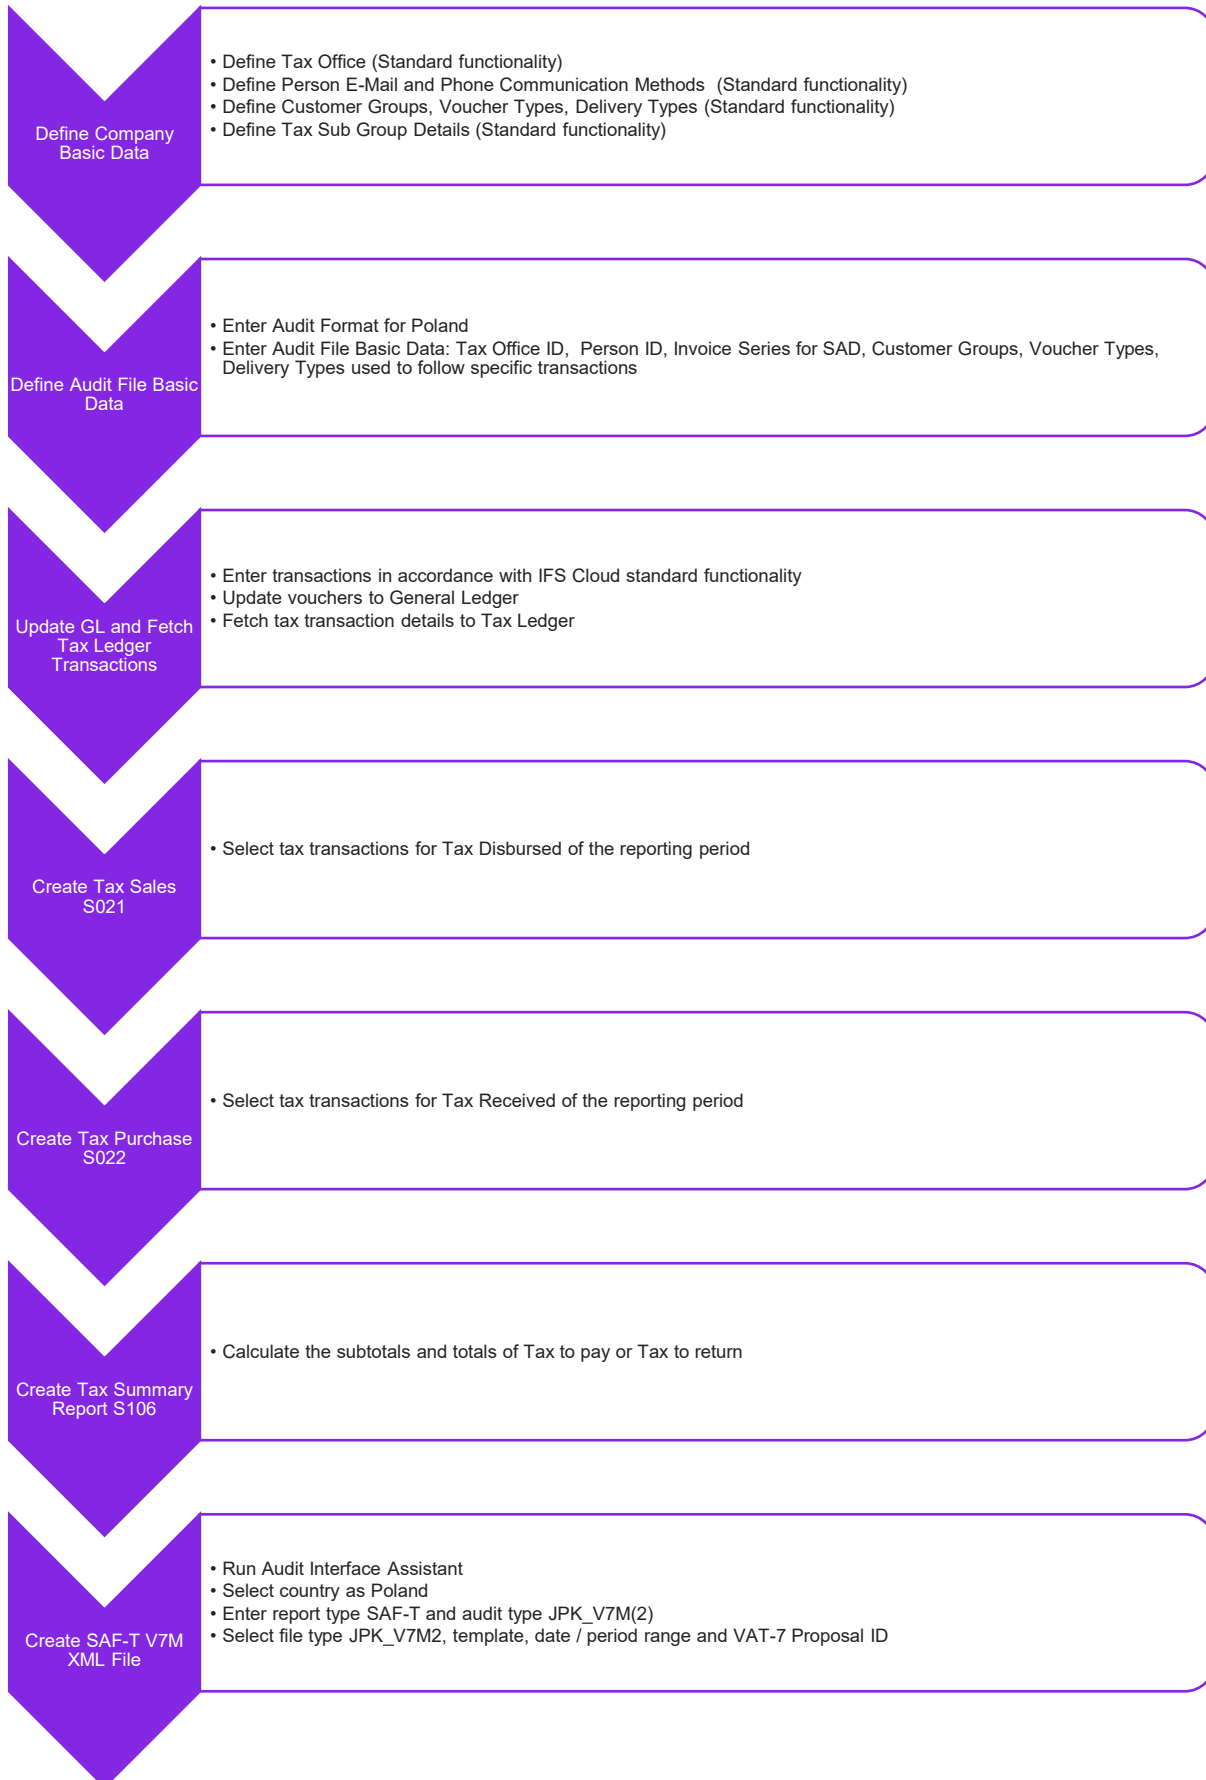 Define Company
Basic Data
• Define Tax Office (Standard functionality)
• Define Person E-Mail and Phone Communication Methods  (Standard functionality)
• Define Customer Groups, Voucher Types, Delivery Types (Standard functionality)
• Define Tax Sub Group Details (Standard functionality)
Define Audit File Basic
Data
• Enter Audit Format for Poland
• Enter Audit File Basic Data: Tax Office ID,  Person ID, Invoice Series for SAD, Customer Groups, Voucher Types,
Delivery Types used to follow specific transactions
Update GL and Fetch
Tax Ledger
Transactions
• Enter transactions in accordance with IFS Cloud standard functionality
• Update vouchers to General Ledger
• Fetch tax transaction details to Tax Ledger
Create Tax Sales
S021
• Select tax transactions for Tax Disbursed of the reporting period
Create Tax Purchase
S022
• Select tax transactions for Tax Received of the reporting period
Create Tax Summary
Report S106
• Calculate the subtotals and totals of Tax to pay or Tax to return
Create SAF-T V7M
XML File
• Run Audit Interface Assistant
• Select country as Poland
• Enter report type SAF-T and audit type JPK_V7M(2)
• Select file type JPK_V7M2, template, date / period range and VAT-7 Proposal ID